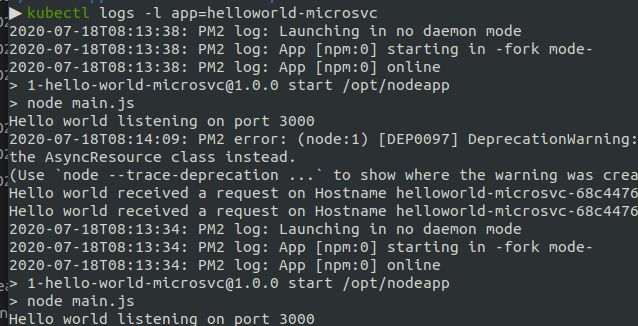 ▶ kubectl logs -l app=helloworld-microsvc
2020-07-18T08:13:38: PM2 log: Launching in no daemon mode
2020-07-18T08:13:38: PM2 log: App [npm:0] starting in -fork mode-
2020-07-18T08:13:38: PM2 log: App [npm:0] online
> 1-hello-world-microsvc@1.0.0 start /opt/nodeapp
> node main.js
Hello world listening on port 3000
2020-07-18T08:14:09: PM2 error: (node:1) [DEP0097] DeprecationWarning:
the AsyncResource class instead.
(Use `node --trace-deprecation ...` to show where the warning was crea
Hello world received a request on Hostname helloworld-microsvc-68c4476
Hello world received a request on Hostname helloworld-microsvc-68c4476
2020-07-18T08:13:34: PM2 log: Launching in no daemon mode
2020-07-18T08:13:34: PM2 log: App [npm:0] starting in -fork mode-
2020-07-18T08:13:34: PM2 log: App [npm:0] online
> 1-hello-world-microsvc@1.0.0 start /opt/nodeapp
> node main.js
Hello world listening on port 3000